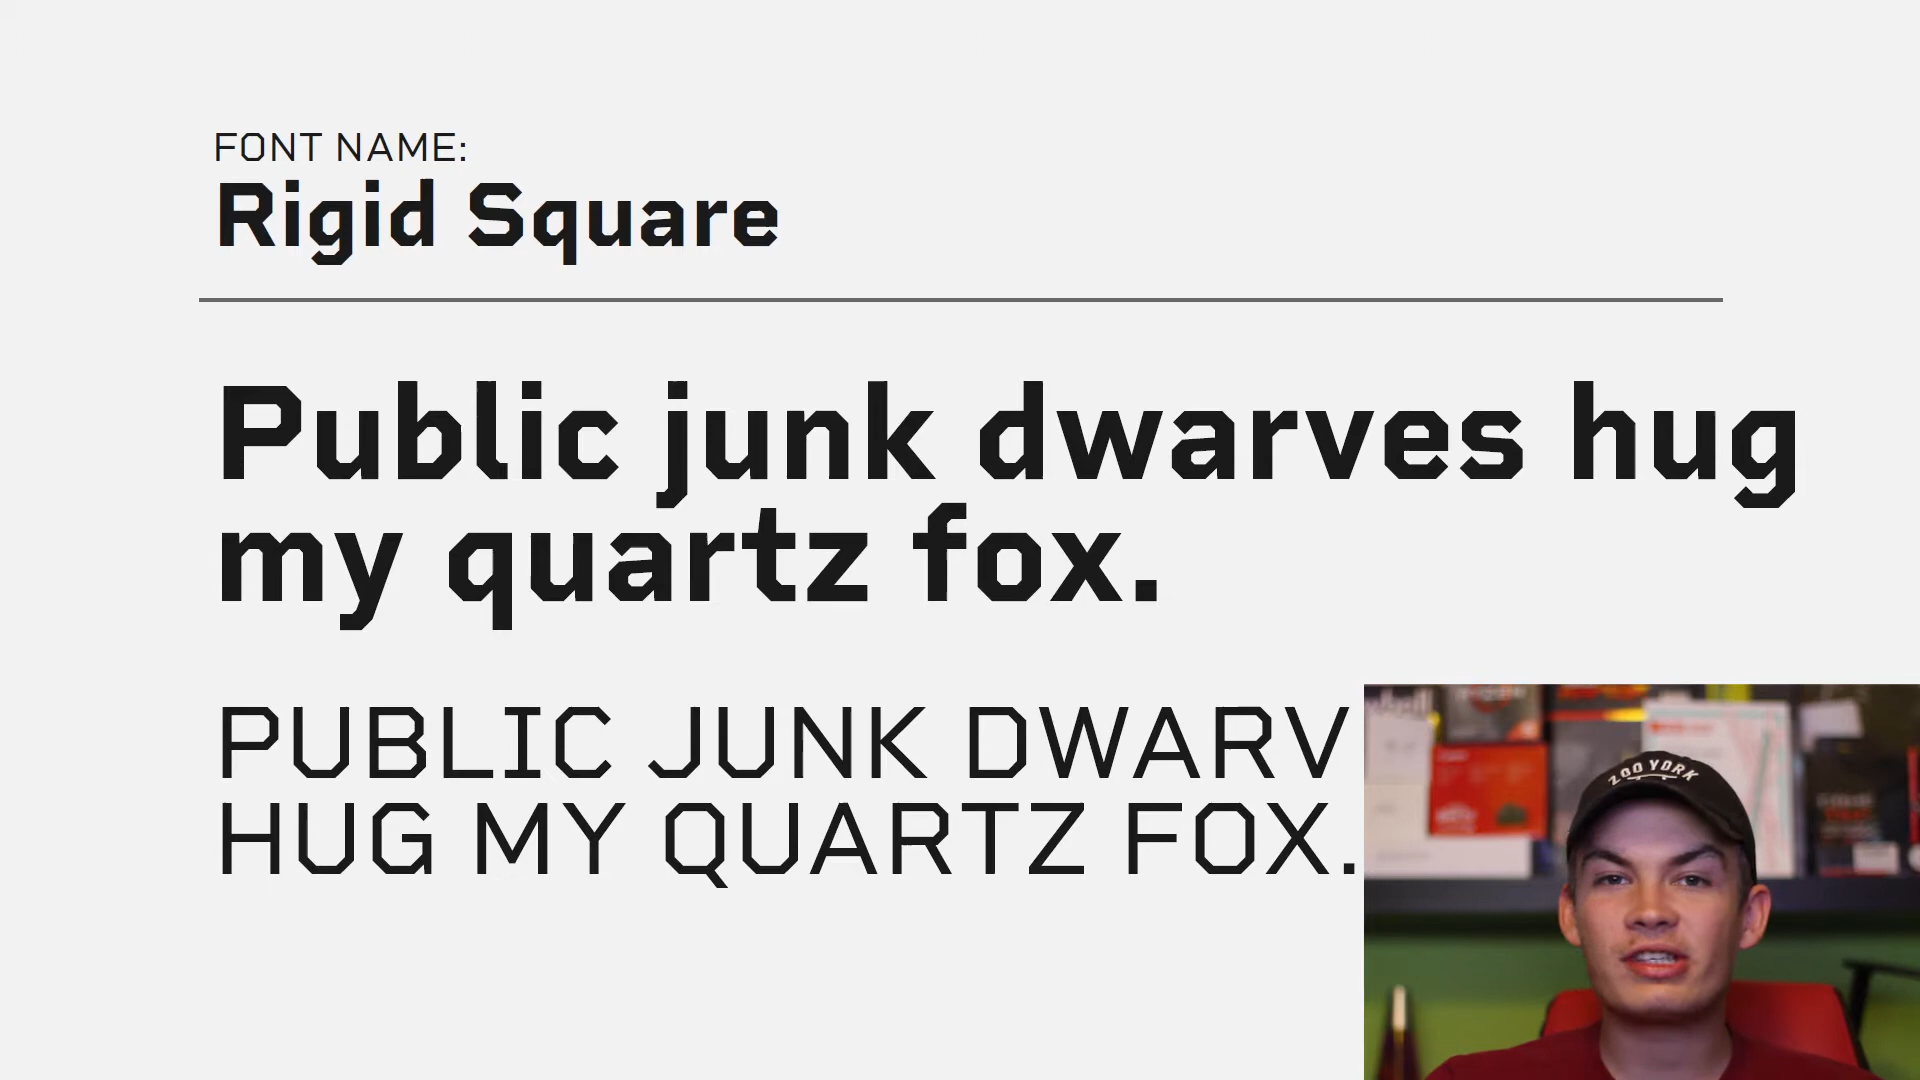 FONT NAME:
Rigid Square
Public junk dwarves hug
my quartz fox.
PUBLIC JUNK DWARV
HUG MY QUARTZ FOX.
ZOO YORK